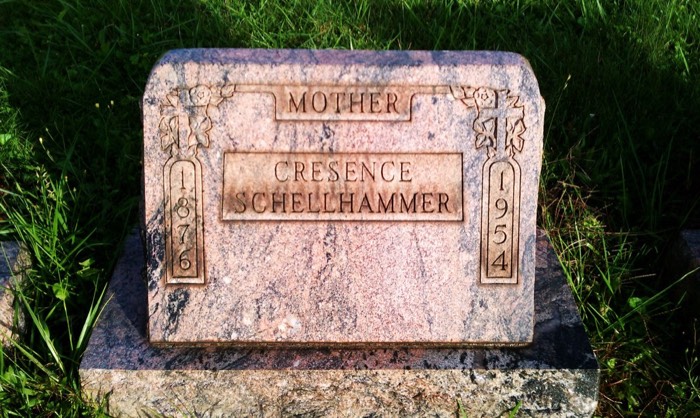 MOTHER
CRESENCE
SCHELLHAMMER
1876
1954